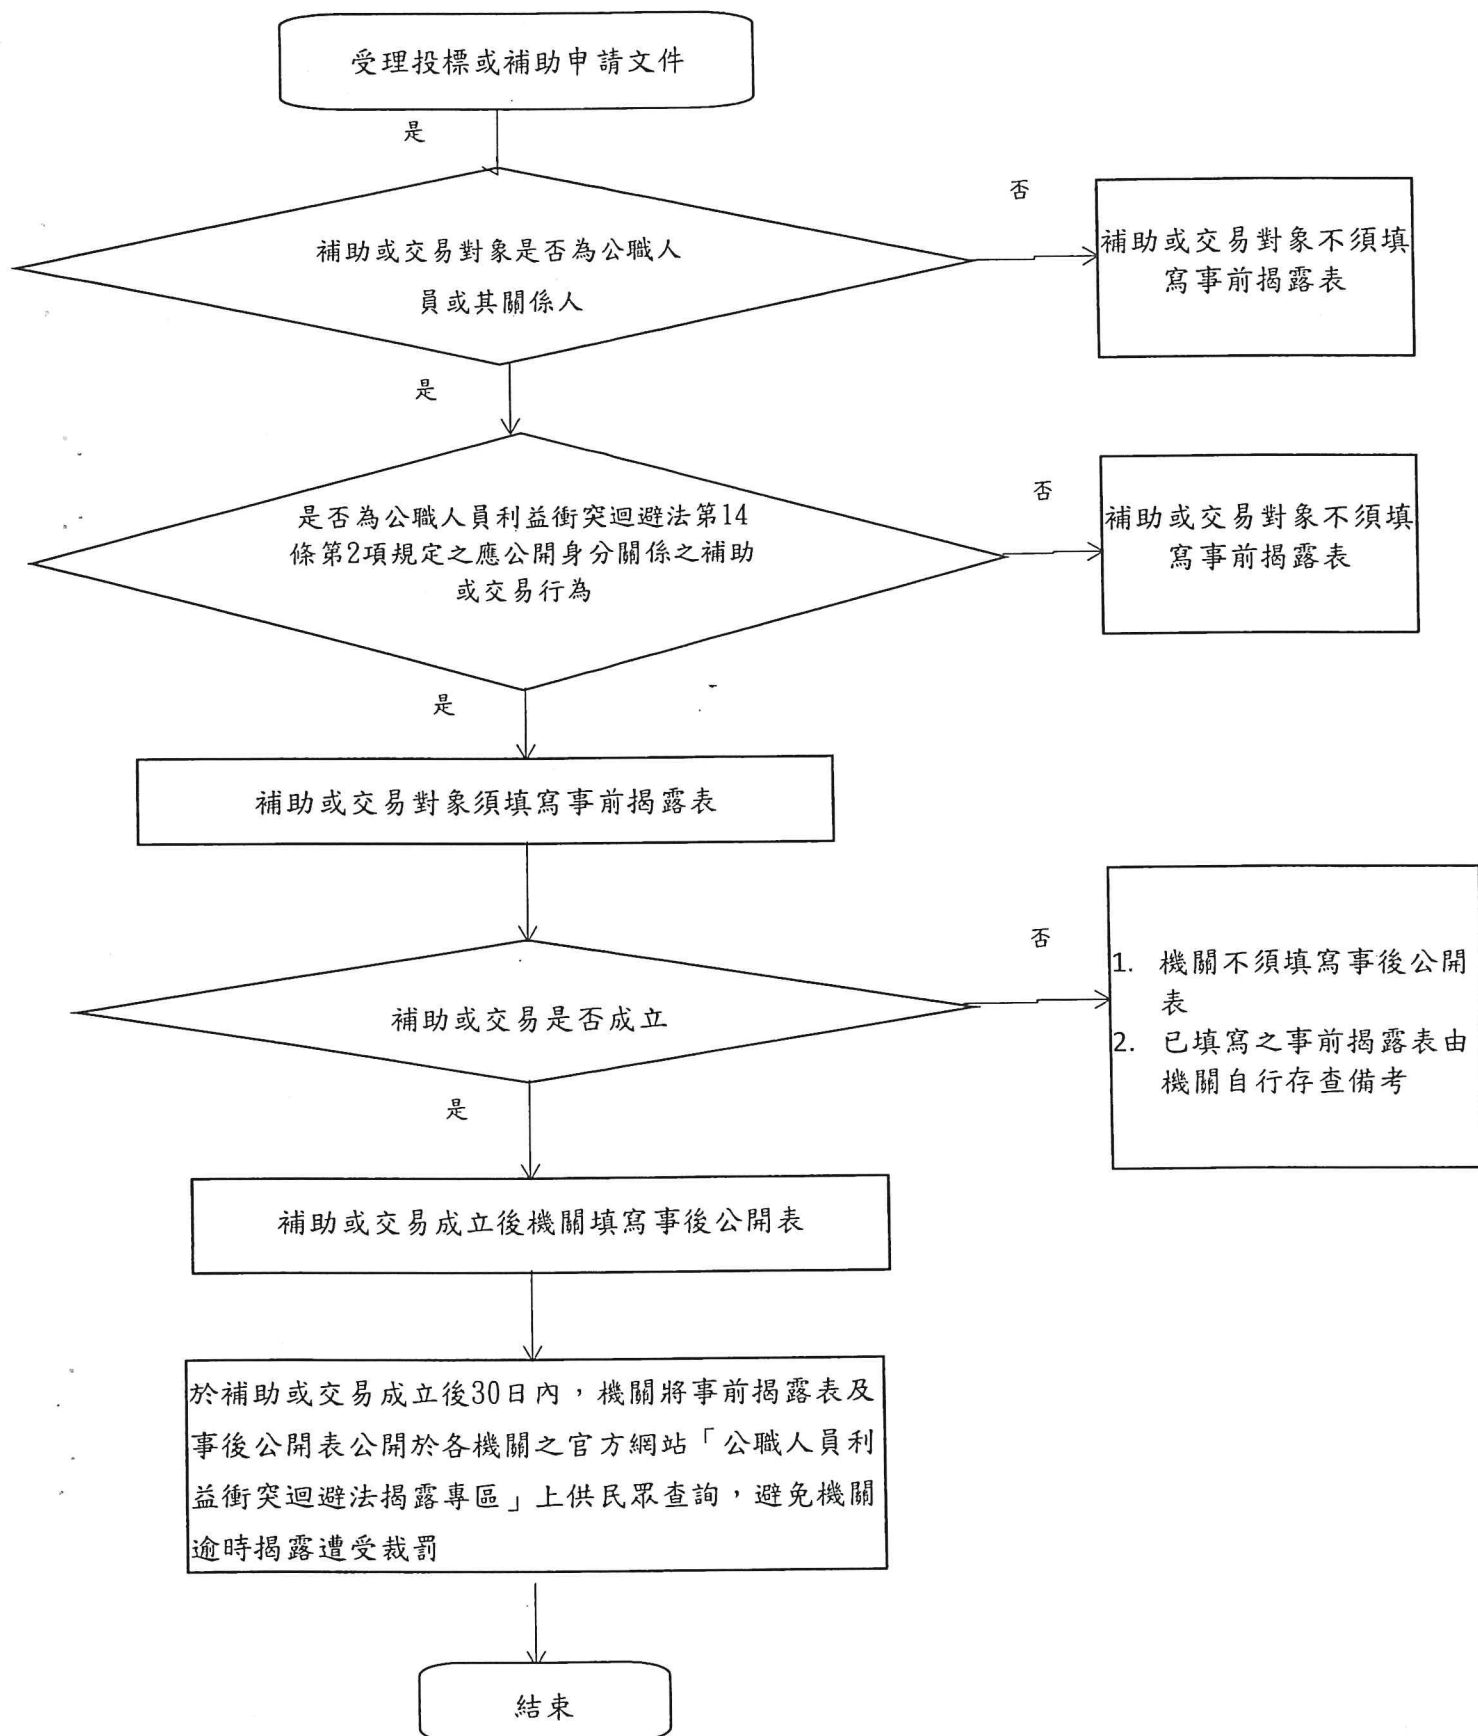 受理投標或補助申請文件
是
否
補助或交易對象是否為公職人
員或其關係人
補助或交易對象不須填
寫事前揭露表
是
否
是否為公職人員利益衝突迴避法第14
條第2項規定之應公開身分關係之補助
或交易行為
補助或交易對象不須填
寫事前揭露表
是
補助或交易對象須填寫事前揭露表
否
補助或交易是否成立
1. 機關不須填寫事後公開
表
2. 已填寫之事前揭露表由
機關自行存查備考
是
補助或交易成立後機關填寫事後公開表
於補助或交易成立後30日內，機關將事前揭露表及
事後公開表公開於各機關之官方網站「公職人員利
益衝突迴避法揭露專區」上供民眾查詢，避免機關
逾時揭露遭受裁罰
結束